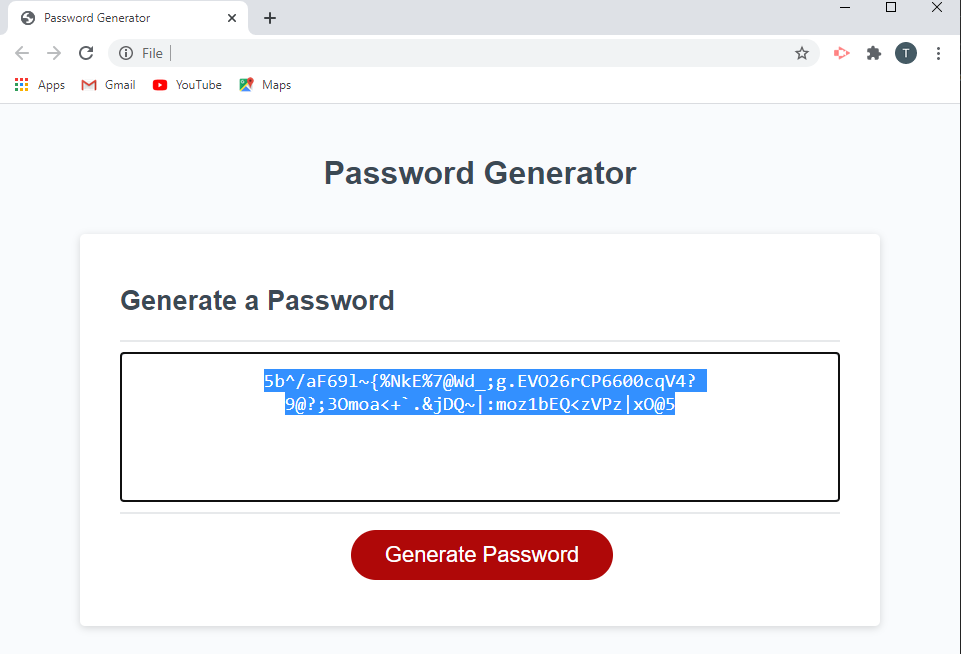 Password Generator
File
T
Apps Gmail YouTube Maps
Password Generator
Generate a Password
5b^/aF69l~{%NkE%7@Wd_;g.EVO26rCP6600cqV4?
9@?;3Omoa<+`.&jDQ~|:moz1bEQ<zVPz|xO@5
Generate Password